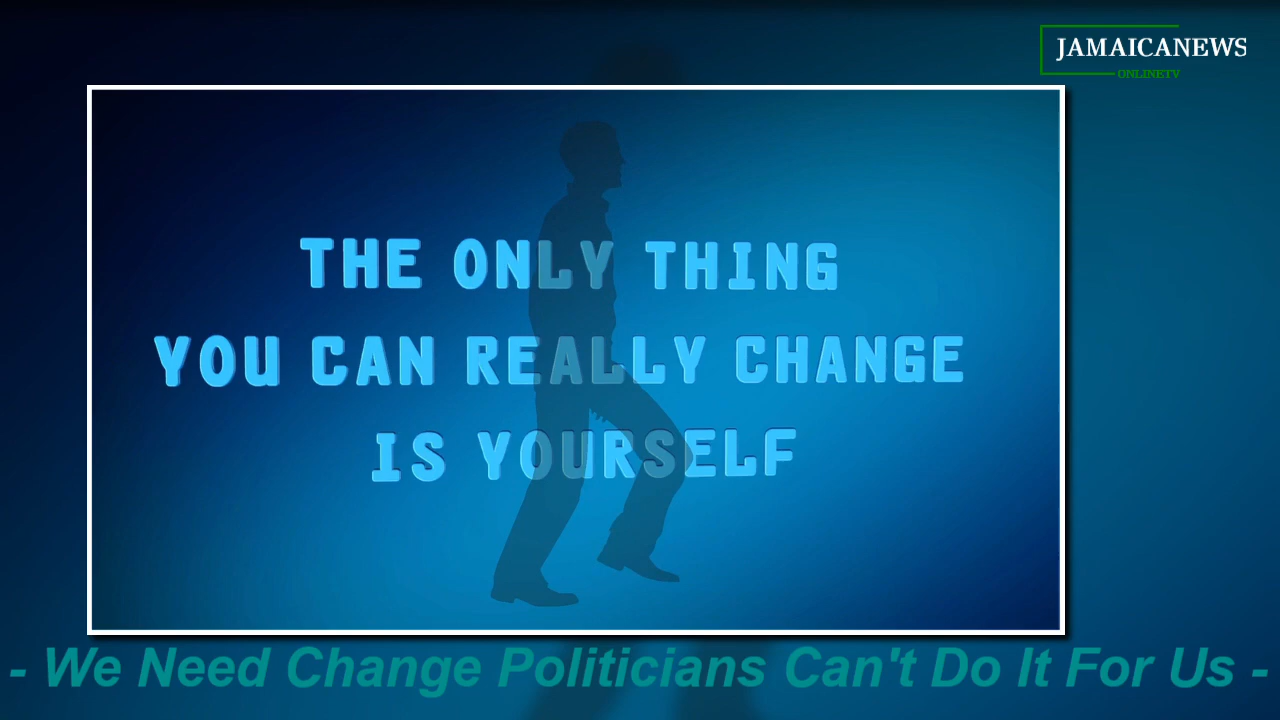 JAMAICANEWS
ONLINETV
THE ONLY THING
YOU CAN REALLY CHANGE
IS YOURSELF
- We Need Change Politicians Can't Do It For Us -